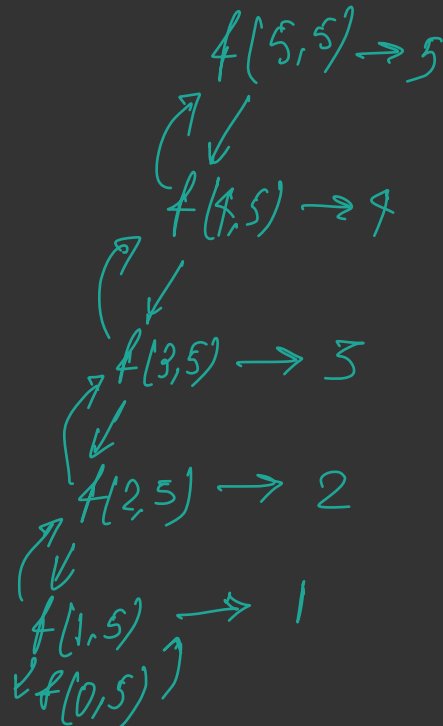 f(5,5) → 5
f(4,5) → 4
f(3,5) → 3
f(2,5) → 2
f(1,5) → 1
f(0,5)